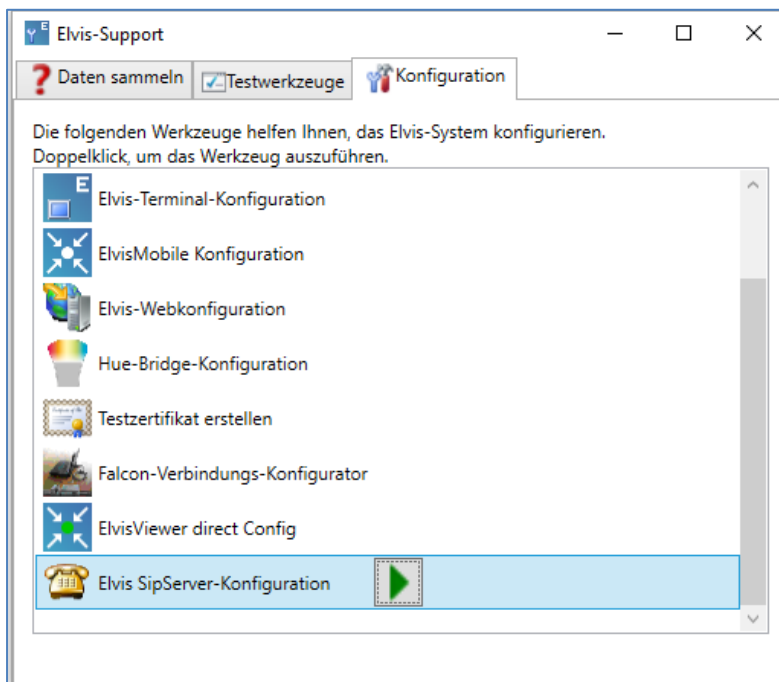 Elvis-Support
Daten sammeln Testwerkzeuge Konfiguration
Die folgenden Werkzeuge helfen Ihnen, das Elvis-System konfigurieren.
Doppelklick, um das Werkzeug auszuführen.
Elvis-Terminal-Konfiguration
ElvisMobile Konfiguration
Elvis-Webkonfiguration
Hue-Bridge-Konfiguration
Testzertifikat erstellen
Falcon-Verbindungs-Konfigurator
ElvisViewer direct Config
Elvis SipServer-Konfiguration